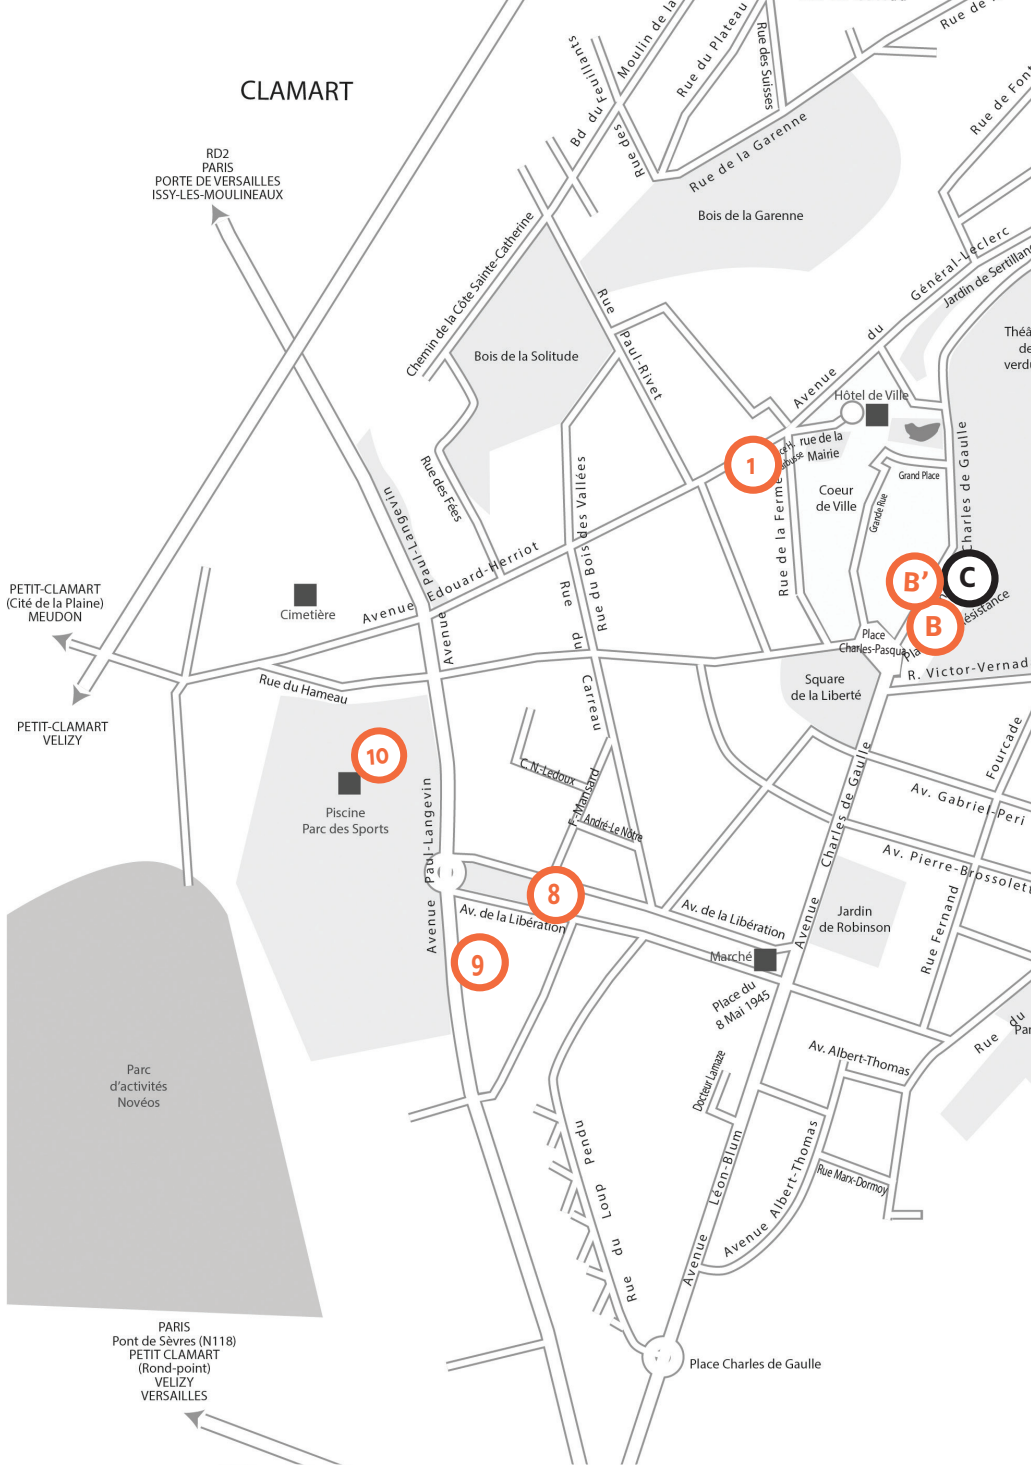 CLAMART
RD2
PARIS
PORTE DE VERSAILLES
ISSY-LES-MOULINEAUX
Rue des Feuillants
Bd du Moulin de la
Rue du Plateau
Rue des Suisses
Rue de
Rue de la Garenne
Rue de Font
Bois de la Garenne
Chemin de la Côte Sainte-Catherine
Bois de la Solitude
Rue Paul-Rivet
Avenue du Général-Leclerc
Jardin de Sertillan
Théâ
de
verdu
Hôtel de Ville
rue de la
Mairie
1
Grand Place
Coeur
de Ville
Grande Rue
Charles de Gaulle
Rue de la Ferme
Rue des Fées
Rue du Bois des Vallées
Avenue Paul-Langevin
Avenue Edouard-Herriot
PETIT-CLAMART
(Cité de la Plaine)
MEUDON
Cimetière
B’
C
B
ésistance
Place
Charles-Pasqua
R. Victor-Vernad
Square
de la Liberté
Rue du Hameau
Rue du Carreau
PETIT-CLAMART
VELIZY
10
Piscine
Parc des Sports
C. N.-Ledoux
F.-Mansard
André-Le Nôtre
Avenue Paul-Langevin
Avenue Charles de Gaulle
Fourcade
Av. Gabriel-Peri
Av. Pierre-Brossolett
8
Av. de la Libération
Av. de la Libération
Jardin
de Robinson
Rue Fernand
9
Marché
Place du
8 Mai 1945
Rue du
Par
Av. Albert-Thomas
Docteur Lamaze
Parc
d’activités
Novéos
Rue du Loup Pendu
Avenue Léon-Blum
Avenue Albert-Thomas
Rue Marx-Dormoy
PARIS
Pont de Sèvres (N118)
PETIT CLAMART
(Rond-point)
VELIZY
VERSAILLES
Place Charles de Gaulle